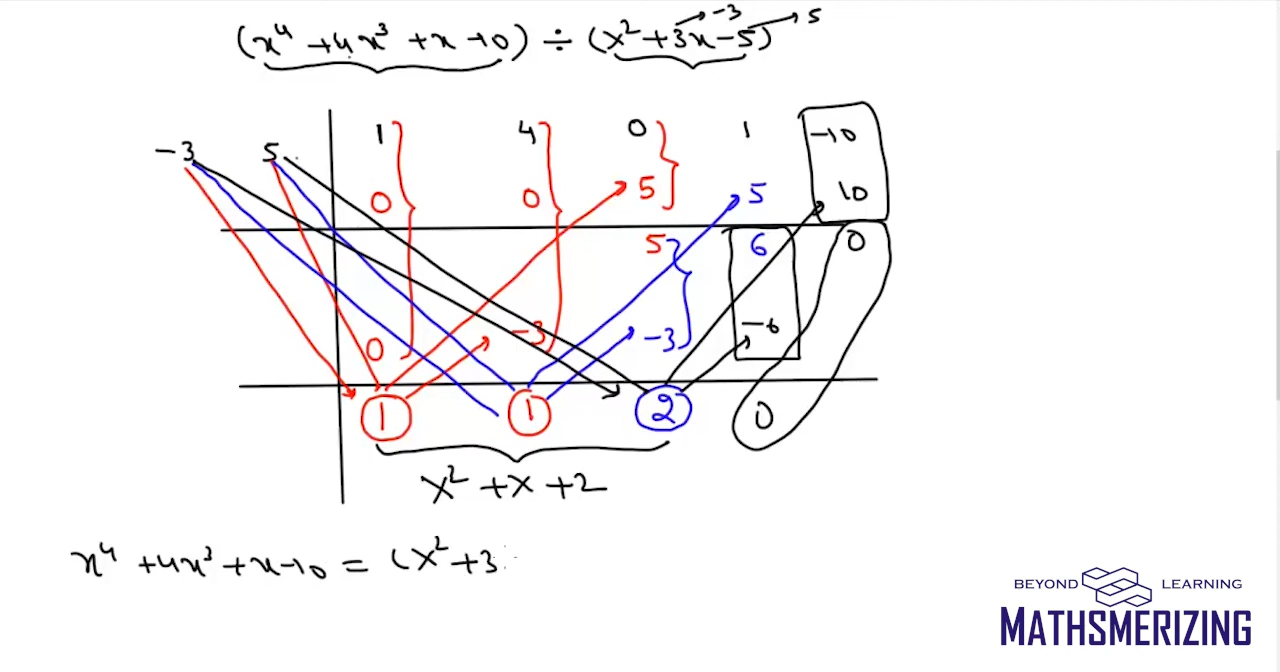 (x⁴ + 4x³ + x - 10) ÷ (x² + 3x - 5) → -3 → 5
-3 5 1 4 0 1 -10
0 0 5 5 10
5 6 0
0 -3 -3 -6
1 1 2 0
x² + x + 2
x⁴ + 4x³ + x - 10 = (x² + 3
BEYOND LEARNING
MATHSMERIZING